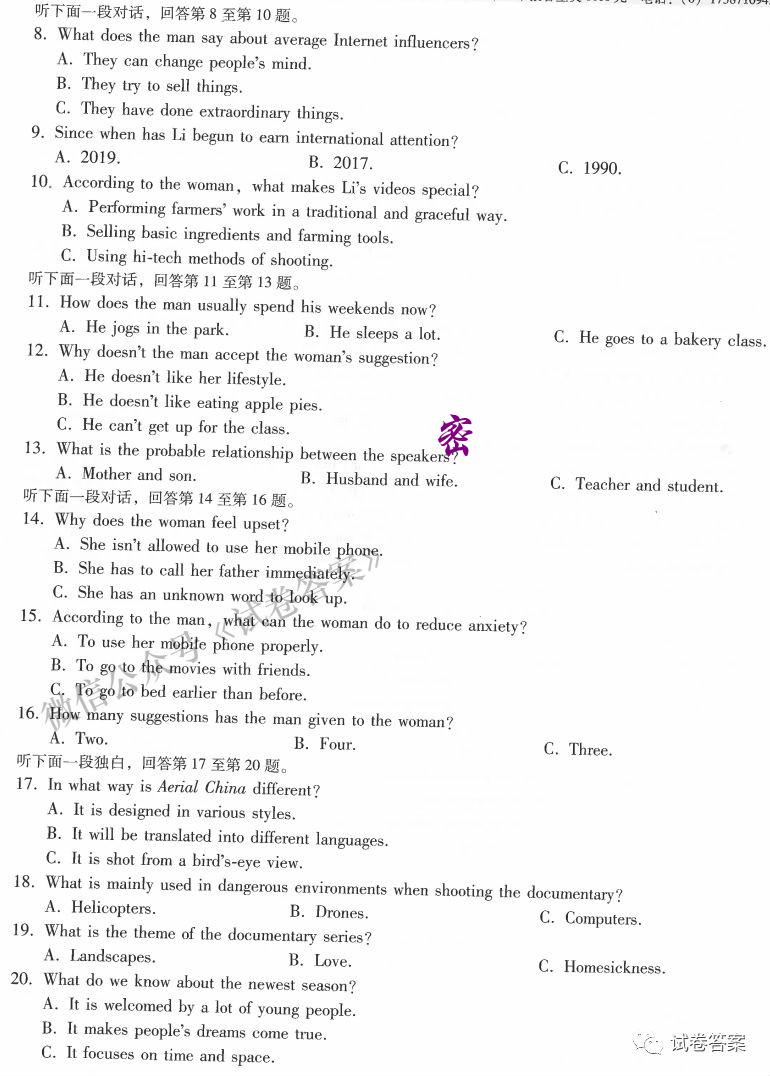 听下面一段对话，回答第 8 至第 10 题。
8. What does the man say about average Internet influencers?
A. They can change people's mind.
B. They try to sell things.
C. They have done extraordinary things.
9. Since when has Li begun to earn international attention?
A. 2019. B. 2017. C. 1990.
10. According to the woman, what makes Li's videos special?
A. Performing farmers' work in a traditional and graceful way.
B. Selling basic ingredients and farming tools.
C. Using hi-tech methods of shooting.
听下面一段对话，回答第 11 至第 13 题。
11. How does the man usually spend his weekends now?
A. He jogs in the park. B. He sleeps a lot. C. He goes to a bakery class.
12. Why doesn't the man accept the woman's suggestion?
A. He doesn't like her lifestyle.
B. He doesn't like eating apple pies.
C. He can't get up for the class.
密
13. What is the probable relationship between the speakers?
A. Mother and son. B. Husband and wife. C. Teacher and student.
听下面一段对话，回答第 14 至第 16 题。
14. Why does the woman feel upset?
A. She isn't allowed to use her mobile phone.
B. She has to call her father immediately.
C. She has an unknown word to look up.
15. According to the man, what can the woman do to reduce anxiety?
A. To use her mobile phone properly.
B. To go to the movies with friends.
C. To go to bed earlier than before.
微信公众号《试卷答案》
16. How many suggestions has the man given to the woman?
A. Two. B. Four. C. Three.
听下面一段独白，回答第 17 至第 20 题。
17. In what way is Aerial China different?
A. It is designed in various styles.
B. It will be translated into different languages.
C. It is shot from a bird's-eye view.
18. What is mainly used in dangerous environments when shooting the documentary?
A. Helicopters. B. Drones. C. Computers.
19. What is the theme of the documentary series?
A. Landscapes. B. Love. C. Homesickness.
20. What do we know about the newest season?
A. It is welcomed by a lot of young people.
B. It makes people's dreams come true.
C. It focuses on time and space.
试卷答案